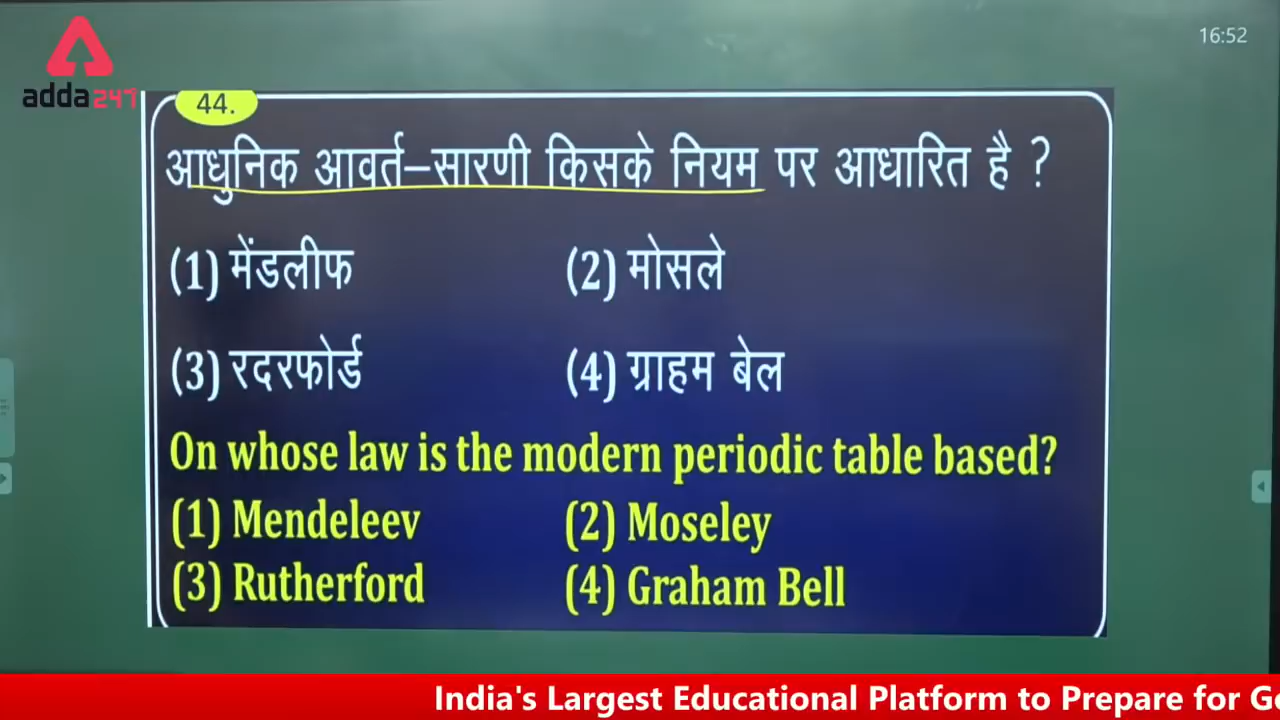 adda247
16:52
44.
आधुनिक आवर्त–सारणी किसके नियम पर आधारित है ?
(1) मेंडलीफ (2) मोसले
(3) रदरफोर्ड (4) ग्राहम बेल
On whose law is the modern periodic table based?
(1) Mendeleev (2) Moseley
(3) Rutherford (4) Graham Bell
India's Largest Educational Platform to Prepare for